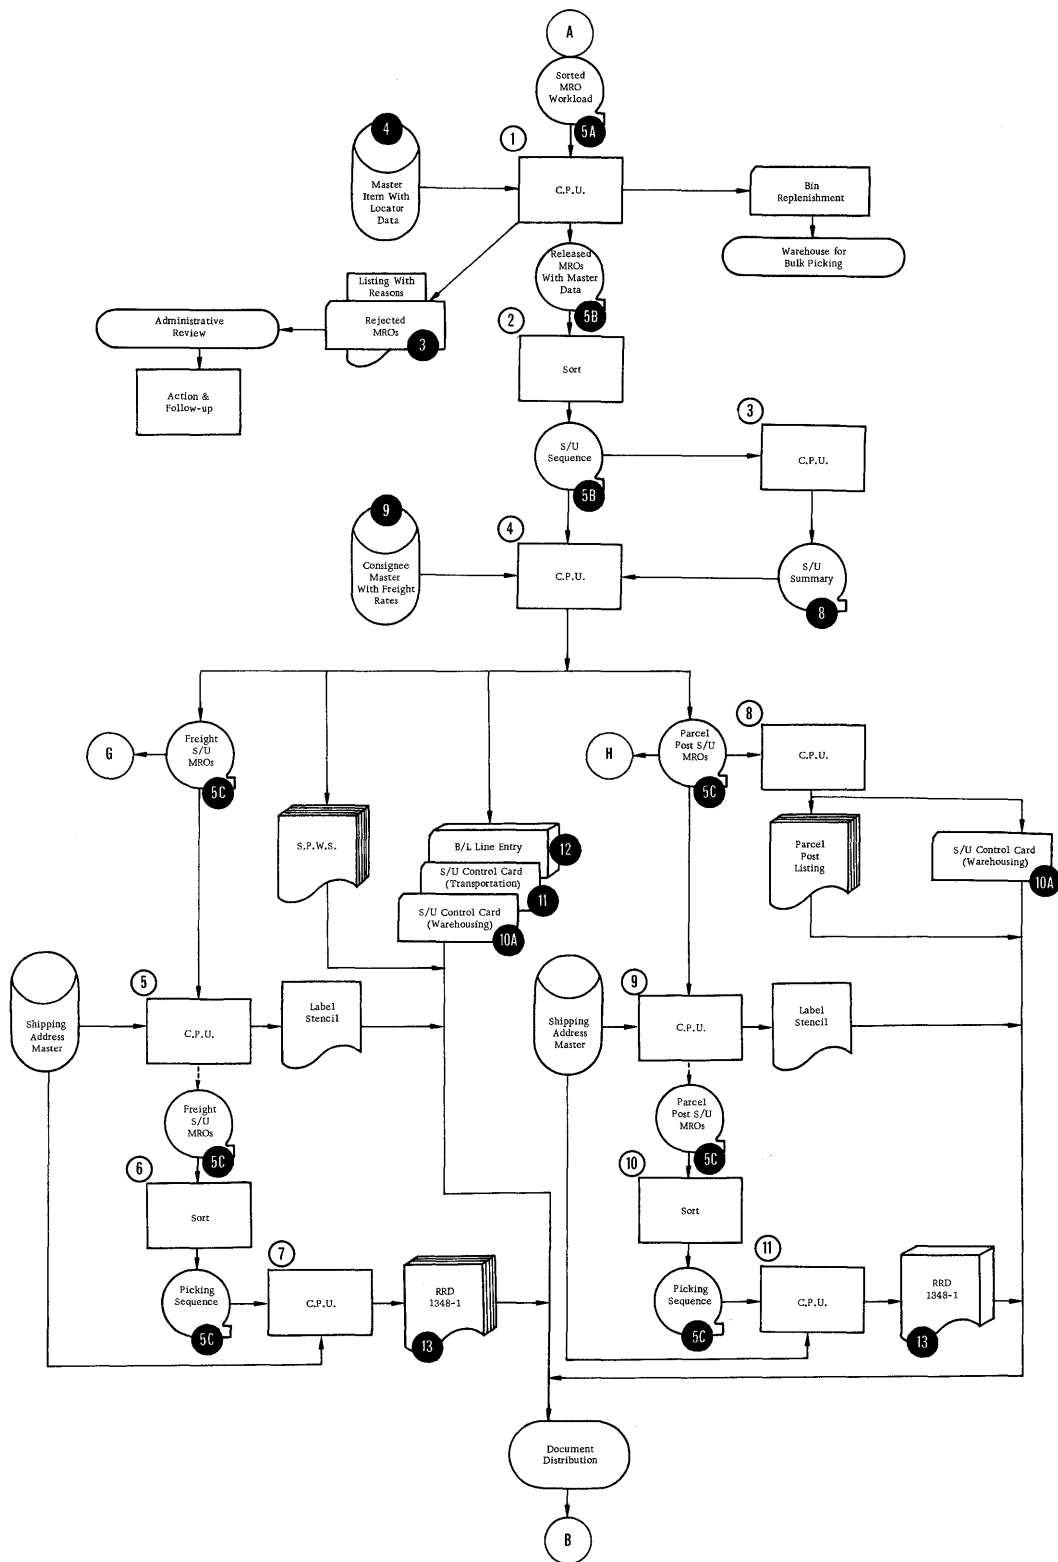 A
Sorted
MRO
Workload
5A
1
4
C.P.U.
Master
Item With
Locator
Data
Bin
Replenishment
Warehouse for
Bulk Picking
Released
MROs
With Master
Data
5B
Listing With
Reasons
Rejected
MROs
3
Administrative
Review
Action &
Follow-up
2
Sort
S/U
Sequence
5B
3
C.P.U.
9
Consignee
Master
With Freight
Rates
4
C.P.U.
S/U
Summary
8
G
Freight
S/U
MROs
5C
H
Parcel
Post S/U
MROs
5C
8
C.P.U.
S.P.W.S.
B/L Line Entry
12
S/U Control Card
(Transportation)
11
S/U Control Card
(Warehousing)
10A
Parcel
Post
Listing
S/U Control Card
(Warehousing)
10A
Shipping
Address
Master
5
C.P.U.
Label
Stencil
Shipping
Address
Master
9
C.P.U.
Label
Stencil
Freight
S/U
MROs
5C
Parcel
Post S/U
MROs
5C
6
Sort
10
Sort
Picking
Sequence
5C
7
C.P.U.
RRD
1348-1
13
Picking
Sequence
5C
11
C.P.U.
RRD
1348-1
13
Document
Distribution
B